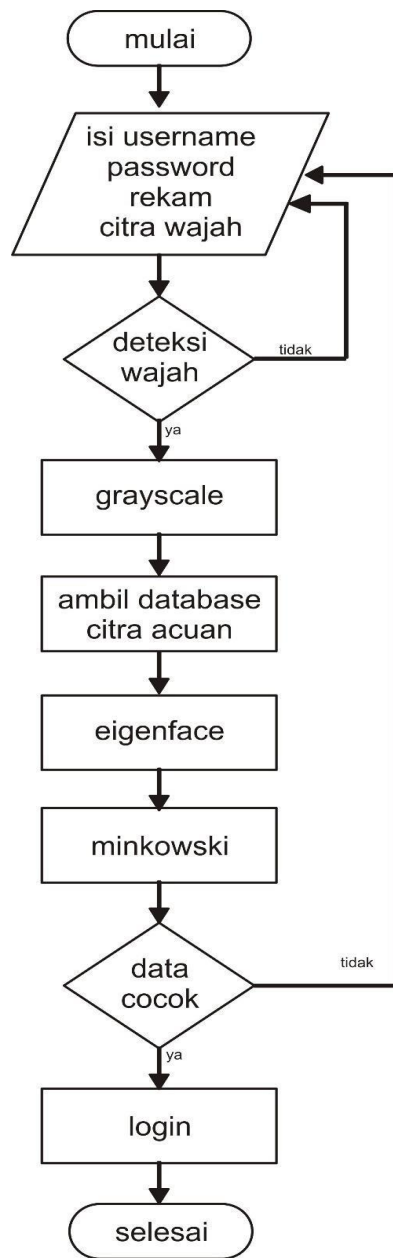 mulai
isi username
password
rekam
citra wajah
deteksi
wajah
tidak
ya
grayscale
ambil database
citra acuan
eigenface
minkowski
data
cocok
tidak
ya
login
selesai